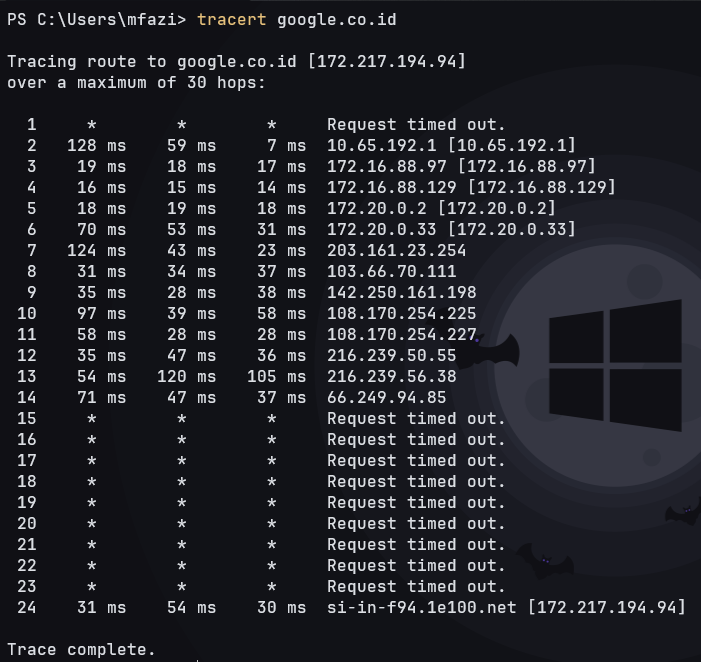 PS C:\Users\mfazi> tracert google.co.id
Tracing route to google.co.id [172.217.194.94]
over a maximum of 30 hops:
1 * * * Request timed out.
2 128 ms 59 ms 7 ms 10.65.192.1 [10.65.192.1]
3 19 ms 18 ms 17 ms 172.16.88.97 [172.16.88.97]
4 16 ms 15 ms 14 ms 172.16.88.129 [172.16.88.129]
5 18 ms 19 ms 18 ms 172.20.0.2 [172.20.0.2]
6 70 ms 53 ms 31 ms 172.20.0.33 [172.20.0.33]
7 124 ms 43 ms 23 ms 203.161.23.254
8 31 ms 34 ms 37 ms 103.66.70.111
9 35 ms 28 ms 38 ms 142.250.161.198
10 97 ms 39 ms 58 ms 108.170.254.225
11 58 ms 28 ms 28 ms 108.170.254.227
12 35 ms 47 ms 36 ms 216.239.50.55
13 54 ms 120 ms 105 ms 216.239.56.38
14 71 ms 47 ms 37 ms 66.249.94.85
15 * * * Request timed out.
16 * * * Request timed out.
17 * * * Request timed out.
18 * * * Request timed out.
19 * * * Request timed out.
20 * * * Request timed out.
21 * * * Request timed out.
22 * * * Request timed out.
23 * * * Request timed out.
24 31 ms 54 ms 30 ms si-in-f94.1e100.net [172.217.194.94]
Trace complete.